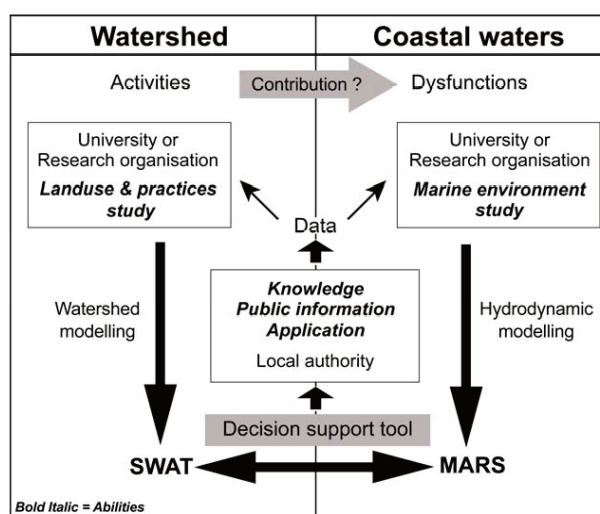 Watershed
Coastal waters
Activities
Contribution ?
Dysfunctions
University or
Research organisation
Landuse & practices
study
University or
Research organisation
Marine environment
study
Data
Knowledge
Public information
Application
Local authority
Watershed
modelling
Hydrodynamic
modelling
Decision support tool
SWAT
MARS
Bold Italic = Abilities